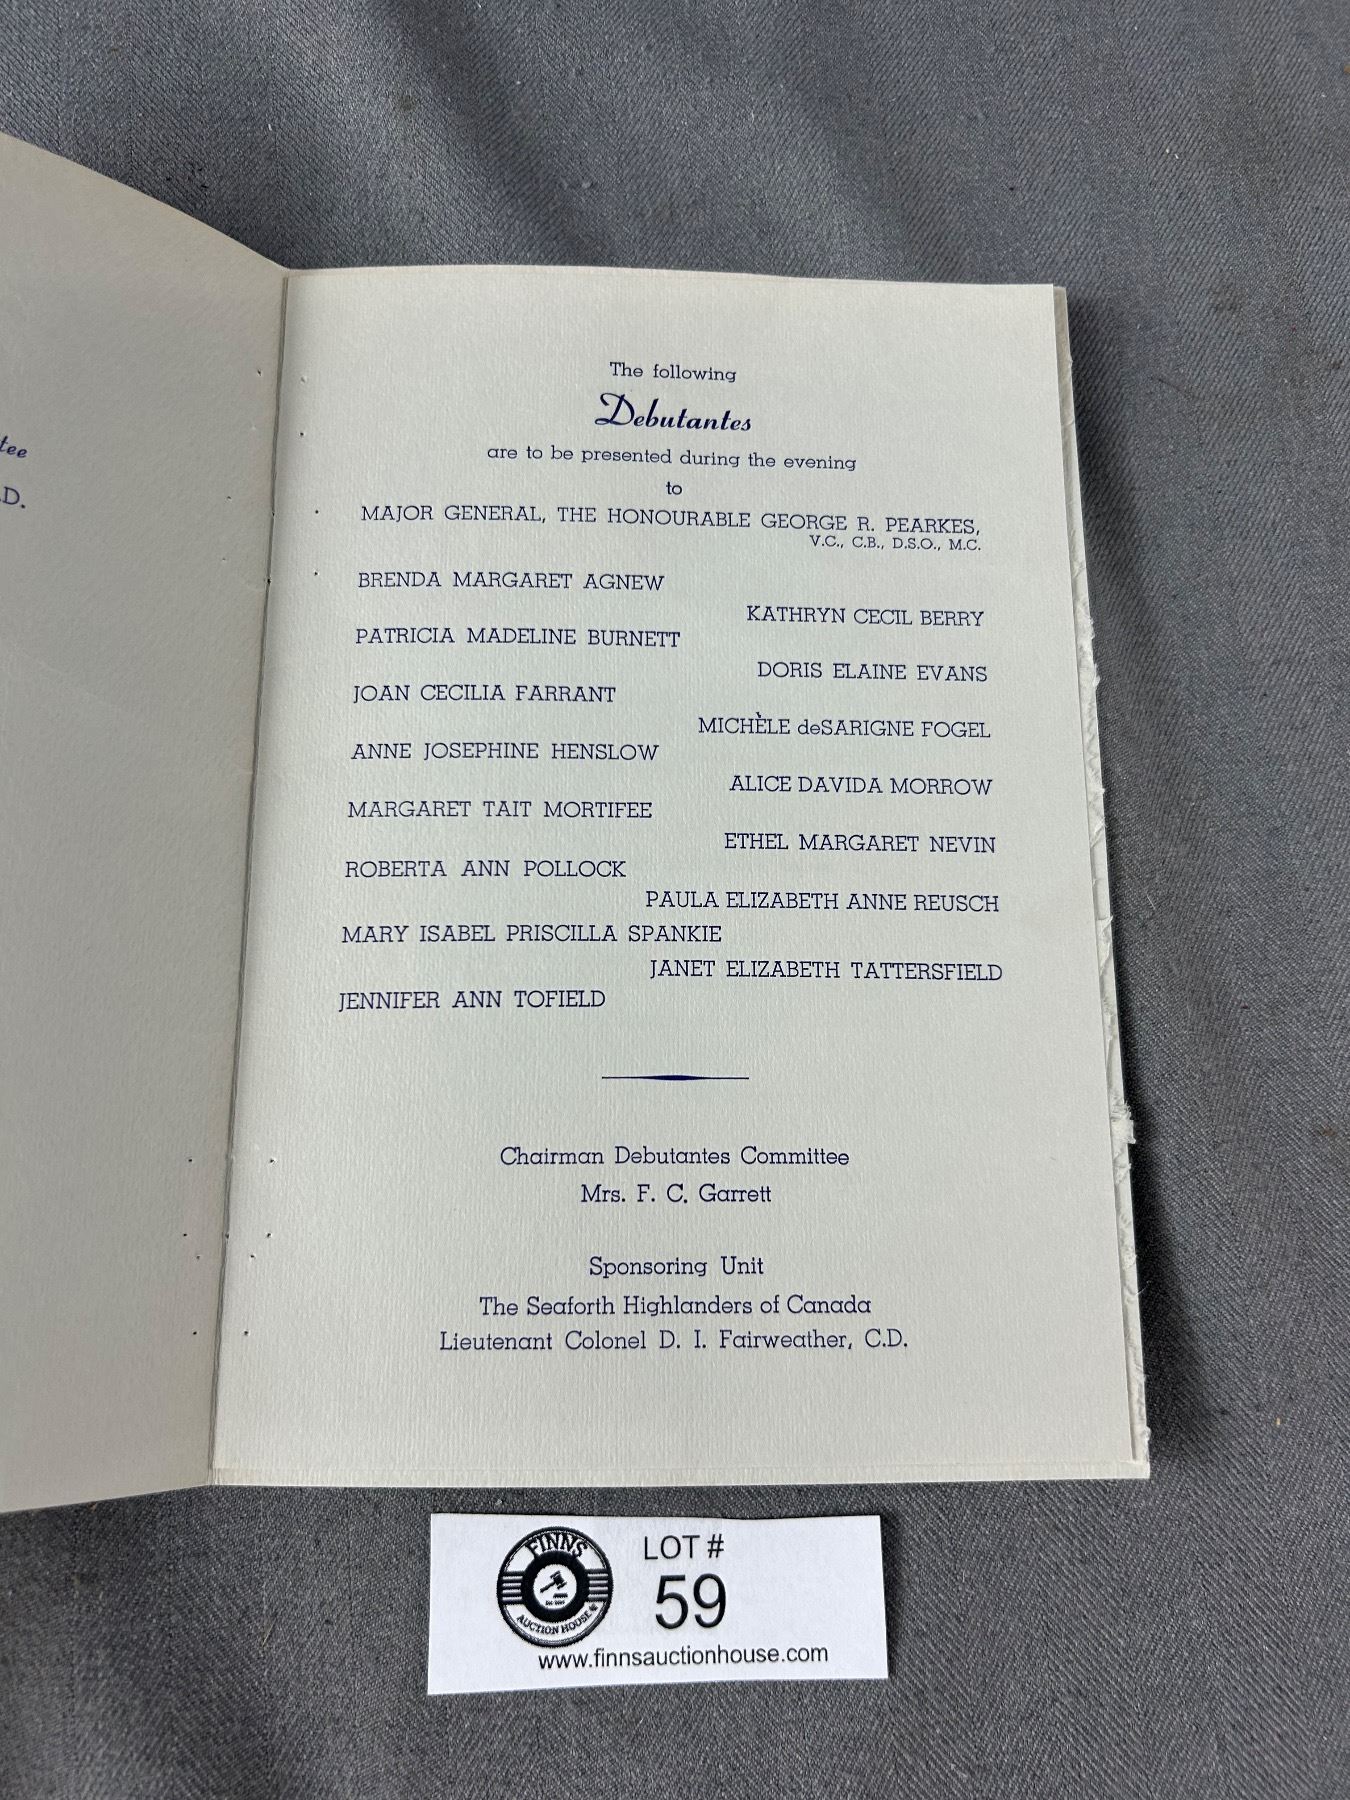 tee
.D.
The following
Debutantes
are to be presented during the evening
to
MAJOR GENERAL, THE HONOURABLE GEORGE R. PEARKES,
V.C., C.B., D.S.O., M.C.
BRENDA MARGARET AGNEW
KATHRYN CECIL BERRY
PATRICIA MADELINE BURNETT
DORIS ELAINE EVANS
JOAN CECILIA FARRANT
MICHÈLE deSARIGNE FOGEL
ANNE JOSEPHINE HENSLOW
ALICE DAVIDA MORROW
MARGARET TAIT MORTIFEE
ETHEL MARGARET NEVIN
ROBERTA ANN POLLOCK
PAULA ELIZABETH ANNE REUSCH
MARY ISABEL PRISCILLA SPANKIE
JANET ELIZABETH TATTERSFIELD
JENNIFER ANN TOFIELD
Chairman Debutantes Committee
Mrs. F. C. Garrett
Sponsoring Unit
The Seaforth Highlanders of Canada
Lieutenant Colonel D. I. Fairweather, C.D.
FINNS
AUCTION HOUSE
LOT #
59
www.finnsauctionhouse.com